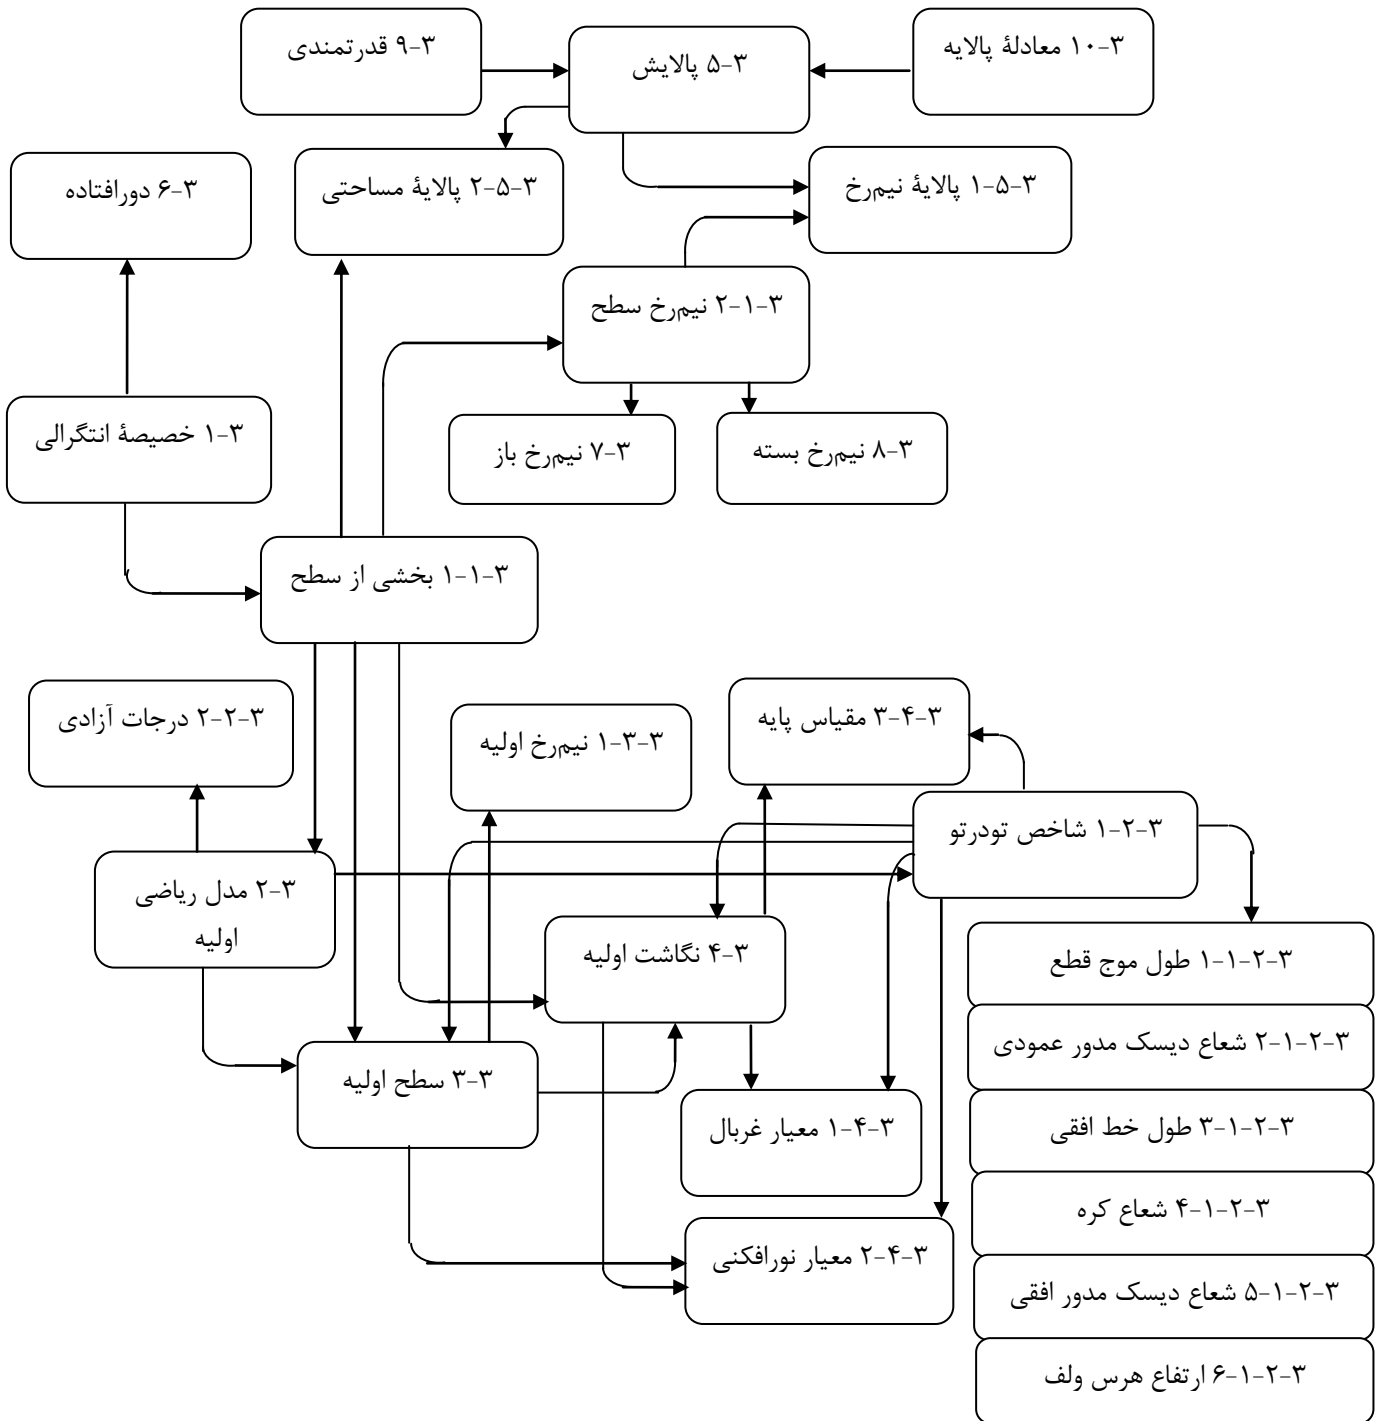 ۳-۹ قدرتمندی
۳-۵ پالایش
۳-۱۰ معادلۀ پالایه
۳-۶ دورافتاده
۳-۵-۲ پالایۀ مساحتی
۳-۵-۱ پالایۀ نیم‌رخ
۳-۱-۲ نیم‌رخ سطح
۳-۱ خصیصۀ انتگرالی
۳-۷ نیم‌رخ باز
۳-۸ نیم‌رخ بسته
۳-۱-۱ بخشی از سطح
۳-۲-۲ درجات آزادی
۳-۳-۱ نیم‌رخ اولیه
۳-۴-۳ مقیاس پایه
۳-۲-۱ شاخص تودرتو
۳-۲ مدل ریاضی
اولیه
۳-۴ نگاشت اولیه
۳-۲-۱-۱ طول موج قطع
۳-۲-۱-۲ شعاع دیسک مدور عمودی
۳-۳ سطح اولیه
۳-۴-۱ معیار غربال
۳-۲-۱-۳ طول خط افقی
۳-۲-۱-۴ شعاع کره
۳-۴-۲ معیار نورافکنی
۳-۲-۱-۵ شعاع دیسک مدور افقی
۳-۲-۱-۶ ارتفاع هرس ولف